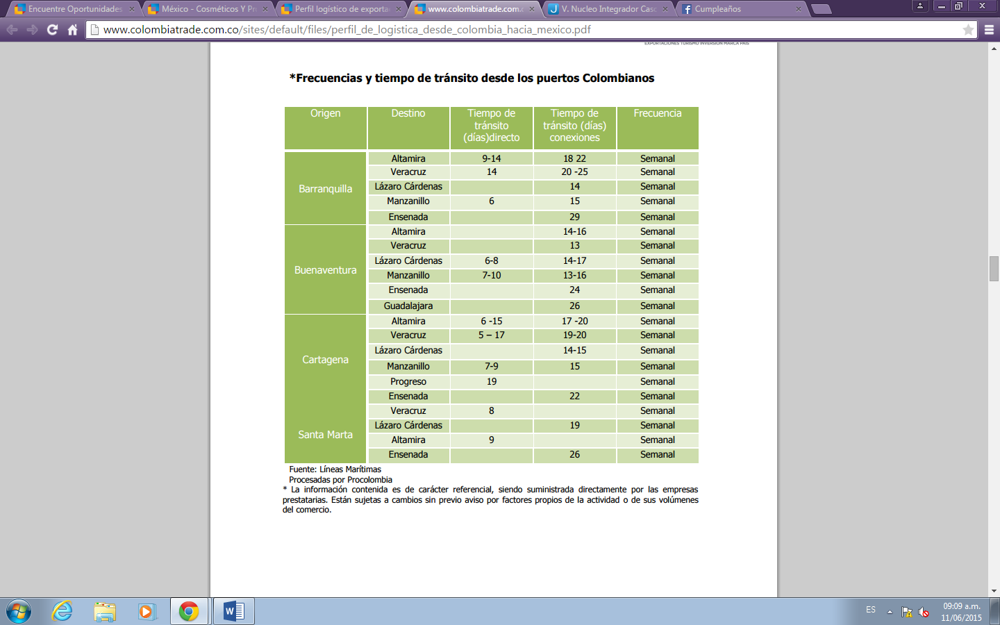 Encuentre Oportunidades
México - Cosméticos Y Pr
Perfil logístico de exporta
www.colombiatrade.com.c
V. Nucleo Integrador Casc
Cumpleaños
www.colombiatrade.com.co/sites/default/files/perfil_de_logistica_desde_colombia_hacia_mexico.pdf
EXPORTACIONES TURISMO INVERSIÓN MARCA PAÍS
*Frecuencias y tiempo de tránsito desde los puertos Colombianos
Origen Destino Tiempo de tránsito (días)directo Tiempo de tránsito (días) conexiones Frecuencia
Barranquilla
Altamira 9-14 18 22 Semanal
Veracruz 14 20 -25 Semanal
Lázaro Cárdenas 14 Semanal
Manzanillo 6 15 Semanal
Ensenada 29 Semanal
Buenaventura
Altamira 14-16 Semanal
Veracruz 13 Semanal
Lázaro Cárdenas 6-8 14-17 Semanal
Manzanillo 7-10 13-16 Semanal
Ensenada 24 Semanal
Guadalajara 26 Semanal
Cartagena
Altamira 6 -15 17 -20 Semanal
Veracruz 5 – 17 19-20 Semanal
Lázaro Cárdenas 14-15 Semanal
Manzanillo 7-9 15 Semanal
Progreso 19 Semanal
Ensenada 22 Semanal
Santa Marta
Veracruz 8 Semanal
Lázaro Cárdenas 19 Semanal
Altamira 9 Semanal
Ensenada 26 Semanal
Fuente: Líneas Marítimas
Procesadas por Procolombia
* La información contenida es de carácter referencial, siendo suministrada directamente por las empresas
prestatarias. Están sujetas a cambios sin previo aviso por factores propios de la actividad o de sus volúmenes
del comercio.
ES
09:09 a.m.
11/06/2015